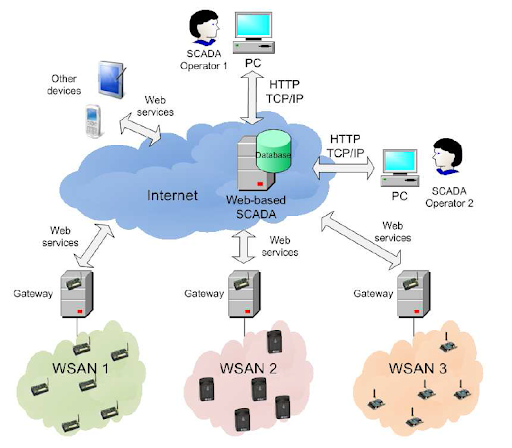 SCADA
Operator 1
PC
Other
devices
Web
services
HTTP
TCP/IP
Database
HTTP
TCP/IP
Internet
Web-based
SCADA
PC
SCADA
Operator 2
Web
services
Web
services
Web
services
Gateway
Gateway
Gateway
WSAN 1
WSAN 2
WSAN 3